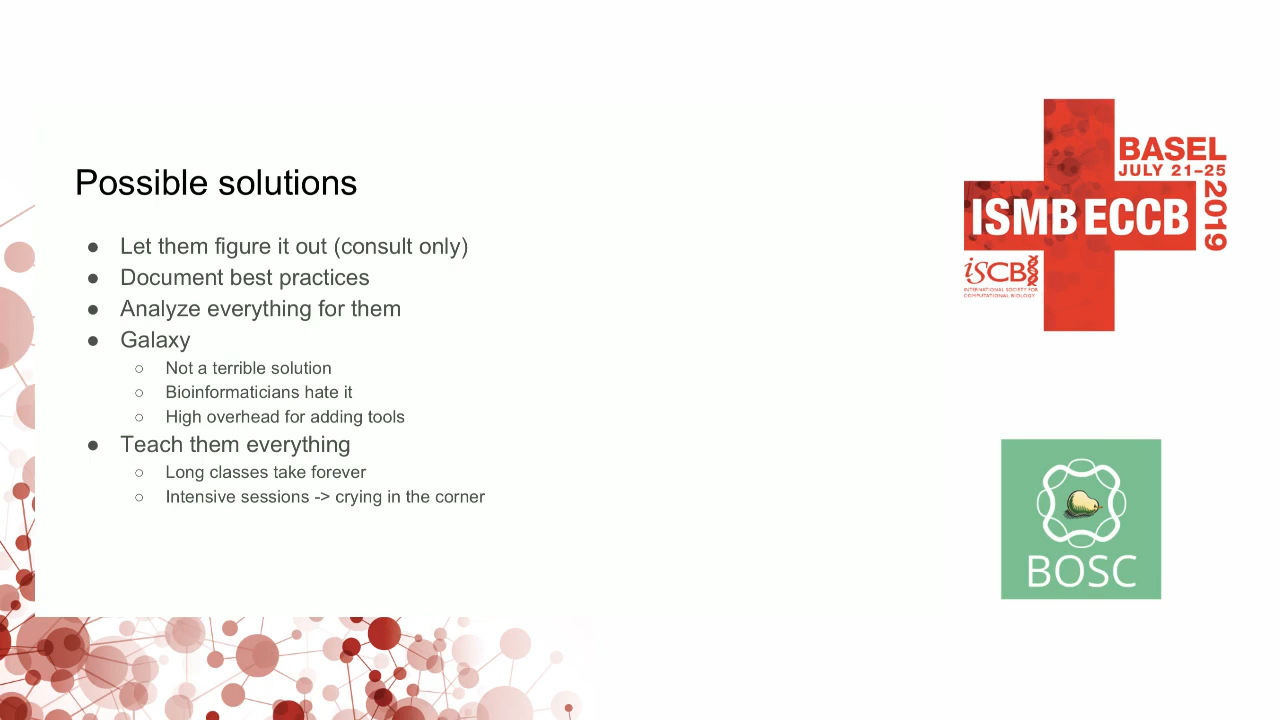 Possible solutions
● Let them figure it out (consult only)
● Document best practices
● Analyze everything for them
● Galaxy
○ Not a terrible solution
○ Bioinformaticians hate it
○ High overhead for adding tools
● Teach them everything
○ Long classes take forever
○ Intensive sessions -> crying in the corner
BASEL
JULY 21–25
2019
ISMB ECCB
iSCB
INTERNATIONAL SOCIETY FOR
COMPUTATIONAL BIOLOGY
BOSC